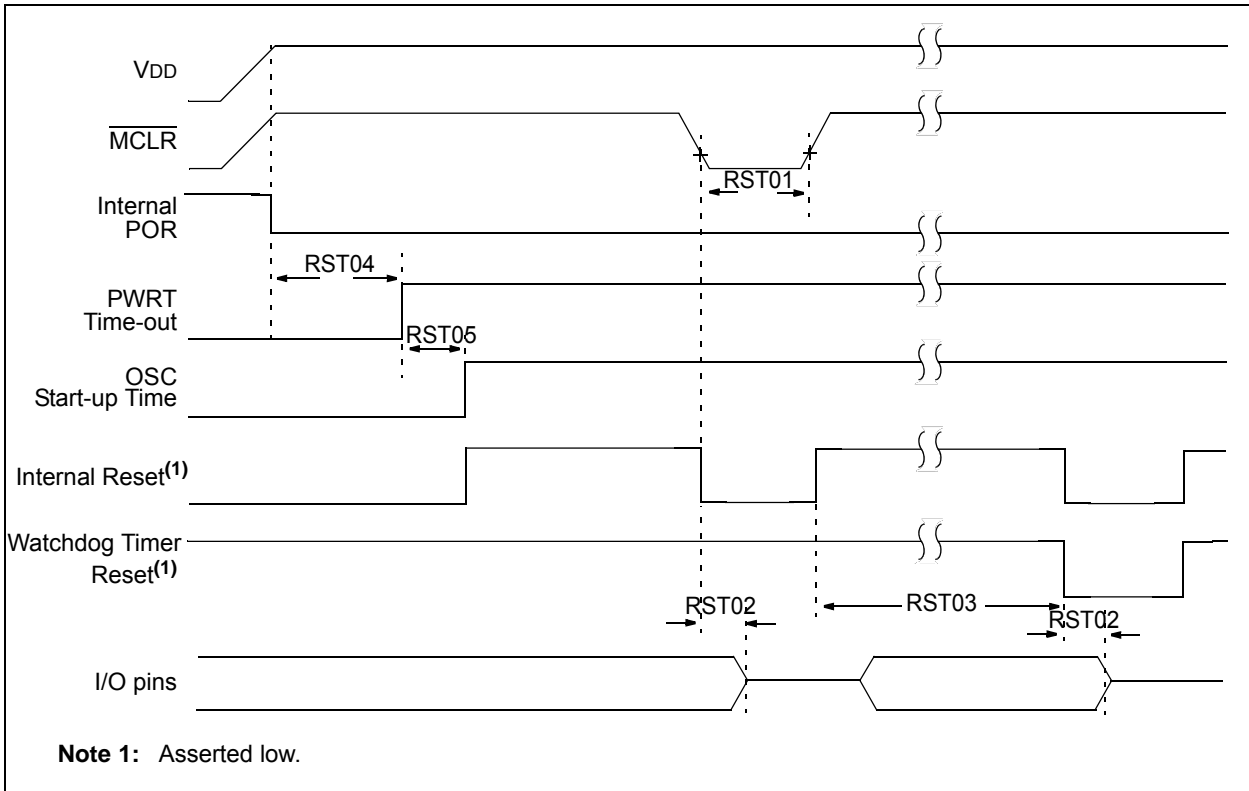 VDD
MCLR
RST01
Internal
POR
RST04
PWRT
Time-out
RST05
OSC
Start-up Time
Internal Reset(1)
Watchdog Timer
Reset(1)
RST02
RST03
RST02
I/O pins
Note 1: Asserted low.